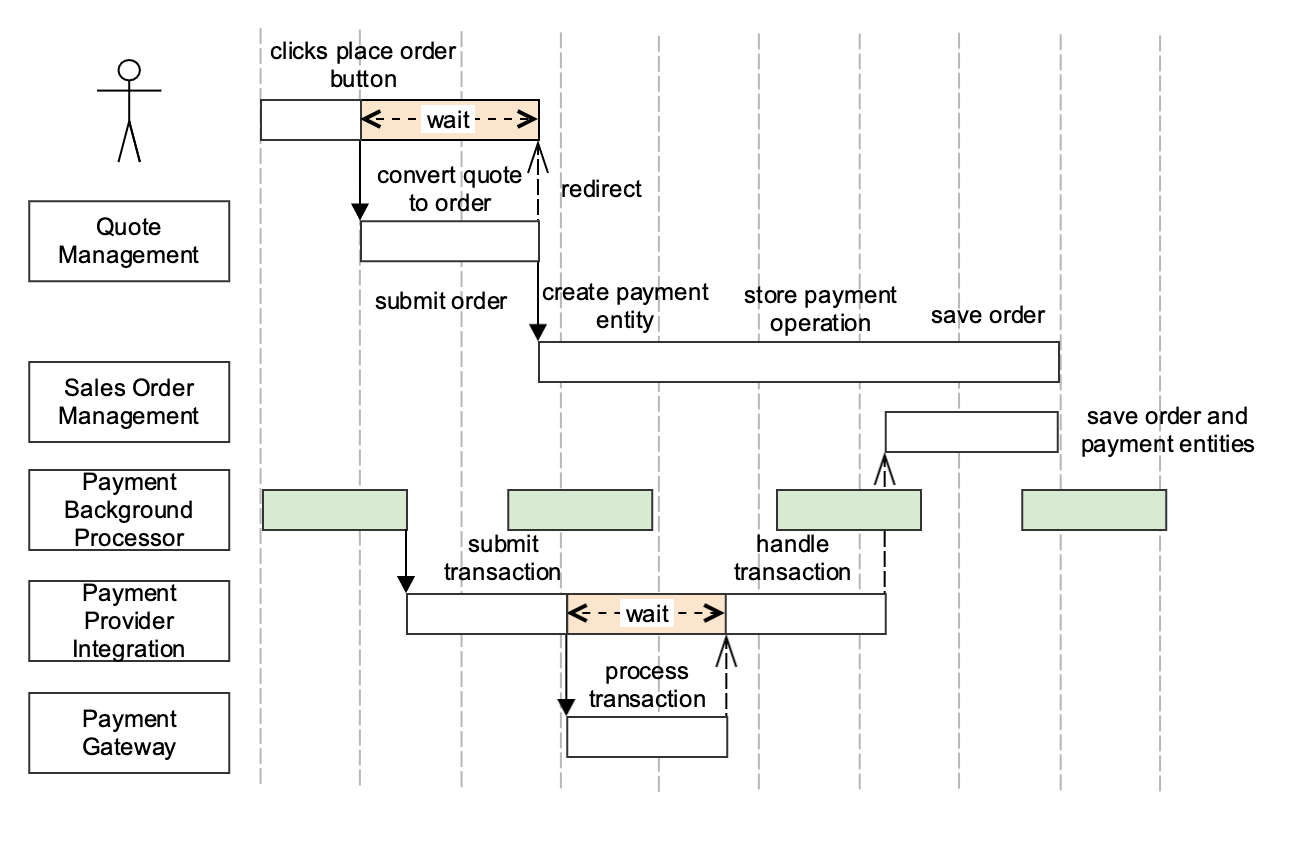 clicks place order
button
wait
convert quote
to order
redirect
Quote
Management
submit order
create payment
entity
store payment
operation
save order
Sales Order
Management
save order and
payment entities
Payment
Background
Processor
submit
transaction
handle
transaction
Payment
Provider
Integration
wait
process
transaction
Payment
Gateway